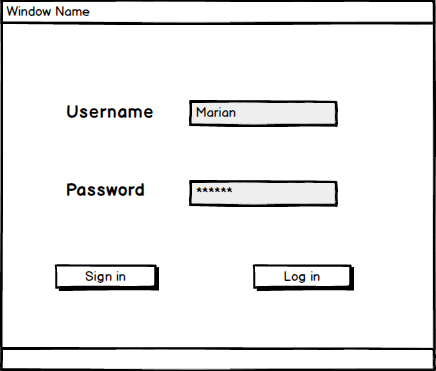 Window Name
Username Marian
Password ******
Sign in Log in